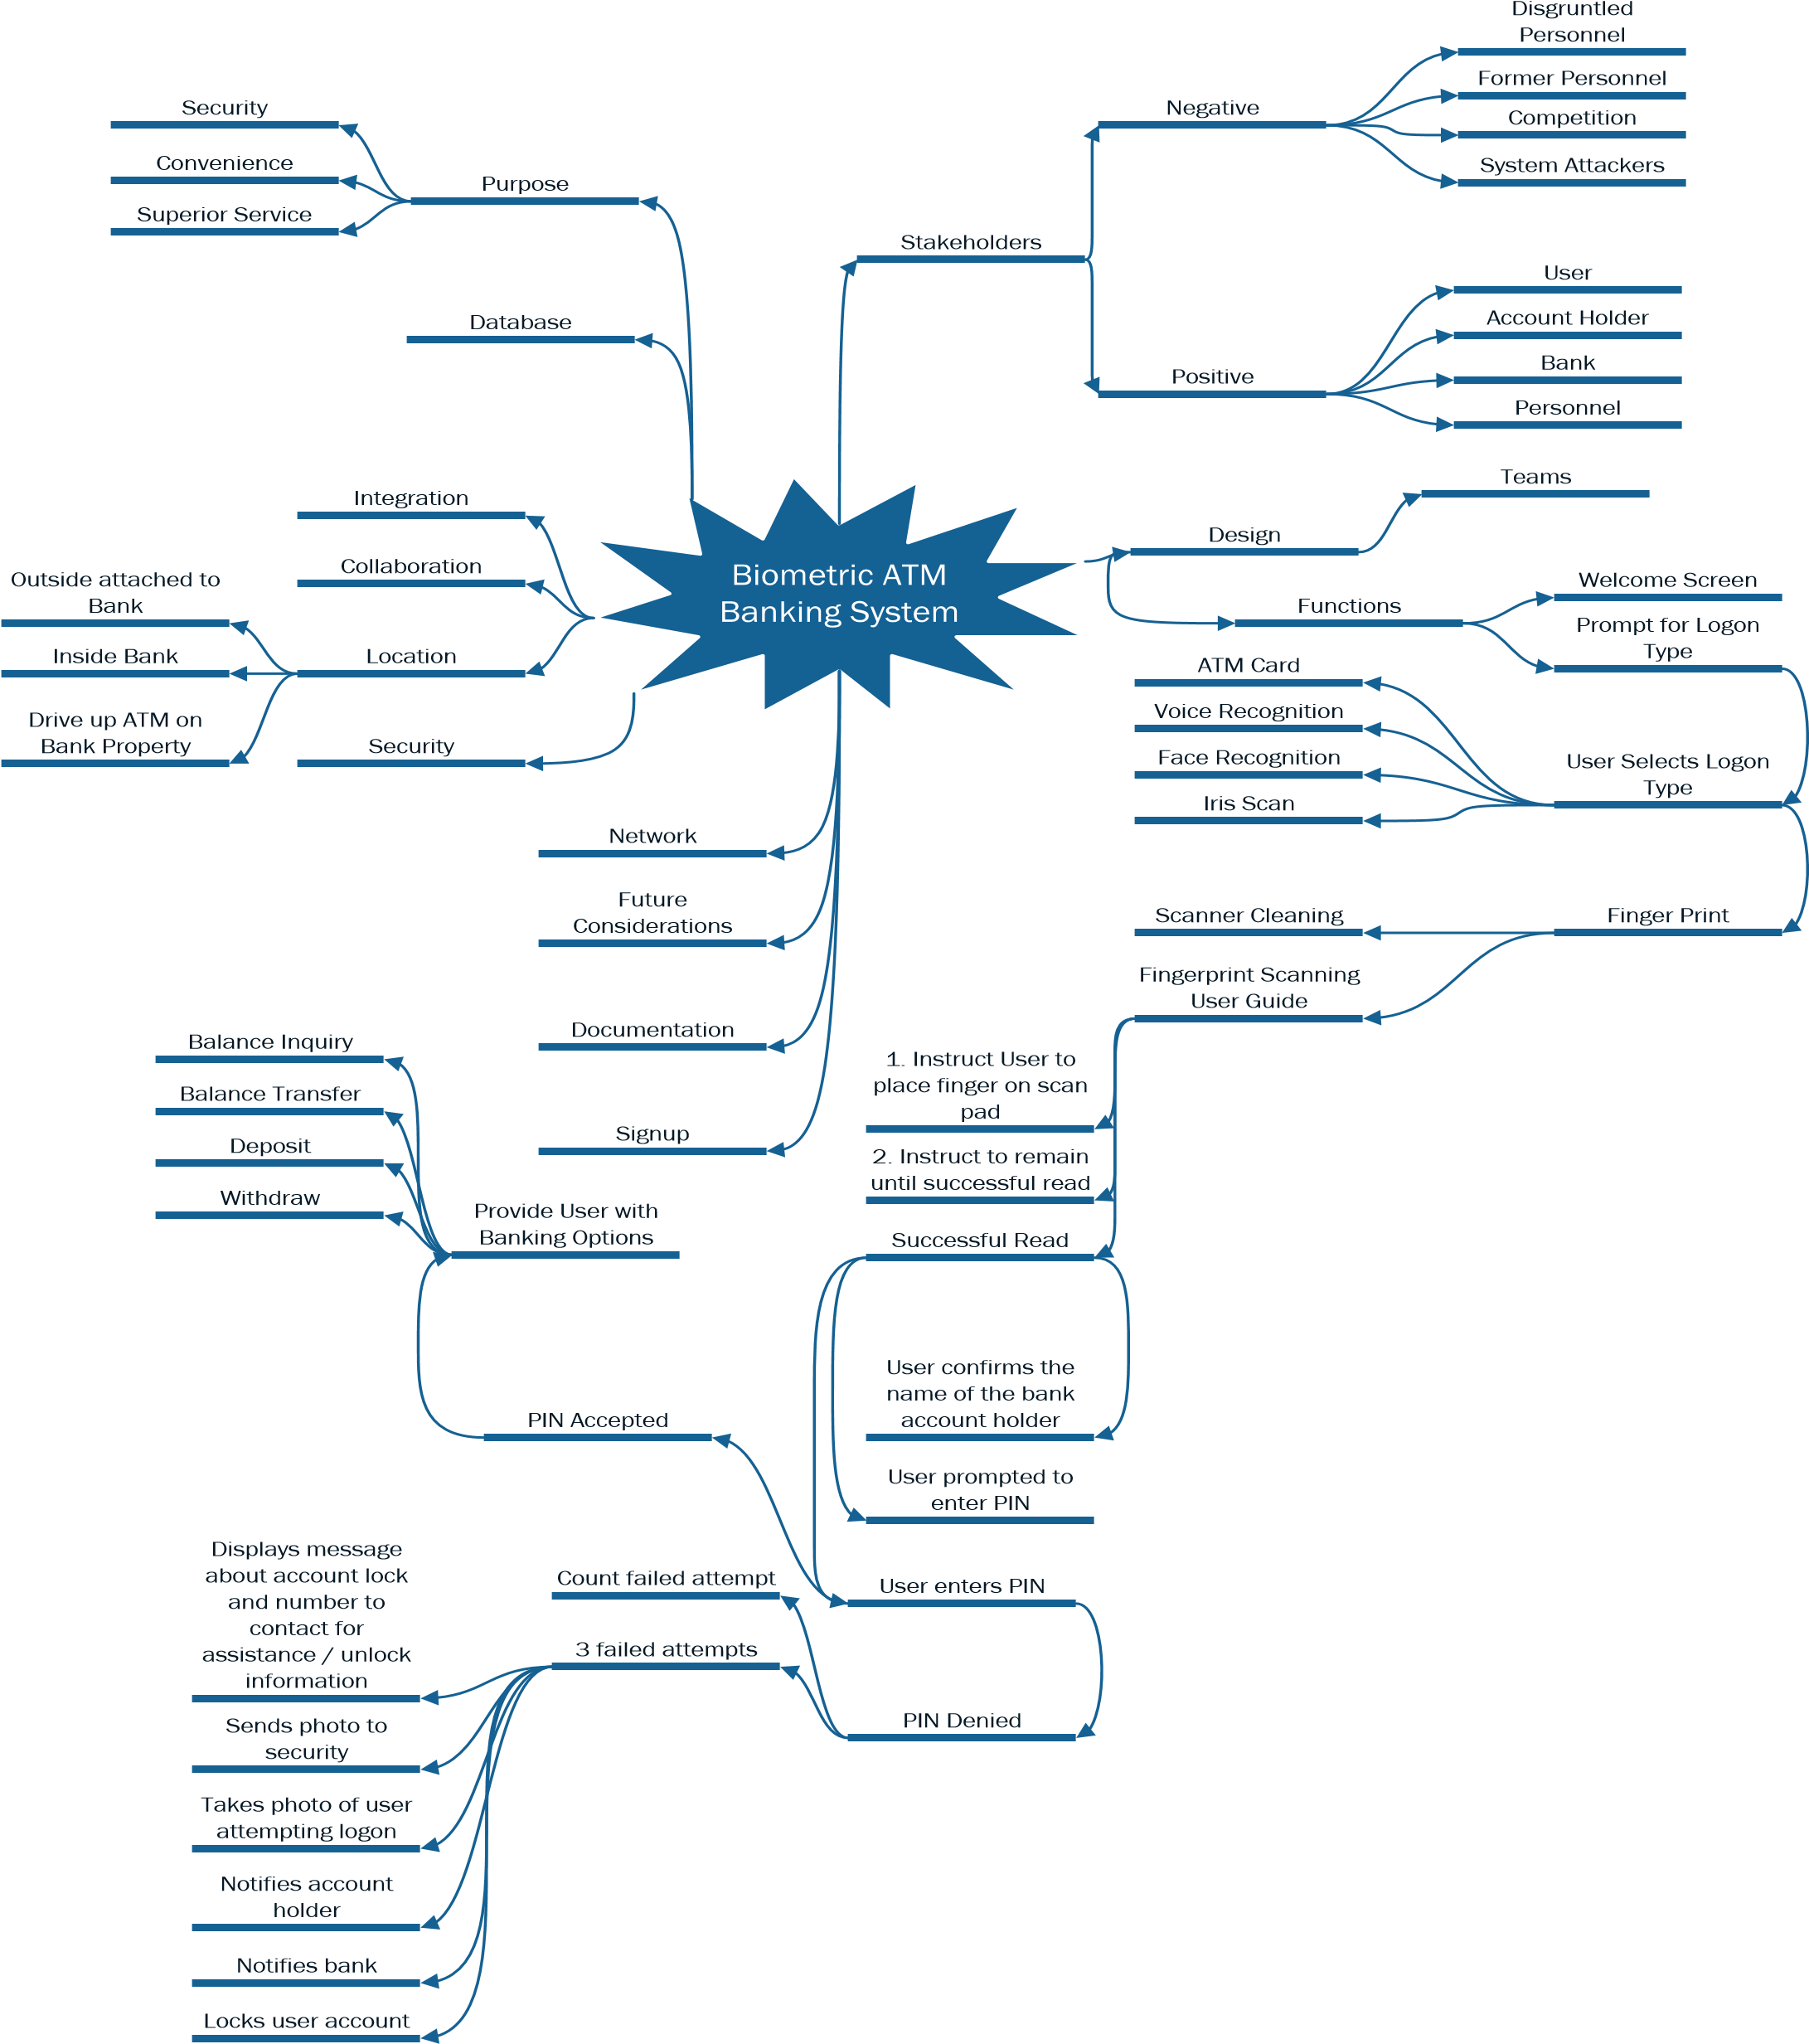 Disgruntled
Personnel
Former Personnel
Competition
System Attackers
Negative
Security
Convenience
Superior Service
Purpose
Stakeholders
User
Account Holder
Bank
Personnel
Positive
Database
Teams
Design
Integration
Collaboration
Location
Outside attached to
Bank
Inside Bank
Drive up ATM on
Bank Property
Security
Biometric ATM
Banking System
Functions
Welcome Screen
Prompt for Logon
Type
ATM Card
Voice Recognition
Face Recognition
Iris Scan
User Selects Logon
Type
Network
Future
Considerations
Documentation
Signup
Finger Print
Scanner Cleaning
Fingerprint Scanning
User Guide
1. Instruct User to
place finger on scan
pad
2. Instruct to remain
until successful read
Successful Read
Balance Inquiry
Balance Transfer
Deposit
Withdraw
Provide User with
Banking Options
User confirms the
name of the bank
account holder
PIN Accepted
User prompted to
enter PIN
User enters PIN
Count failed attempt
3 failed attempts
PIN Denied
Displays message
about account lock
and number to
contact for
assistance / unlock
information
Sends photo to
security
Takes photo of user
attempting logon
Notifies account
holder
Notifies bank
Locks user account